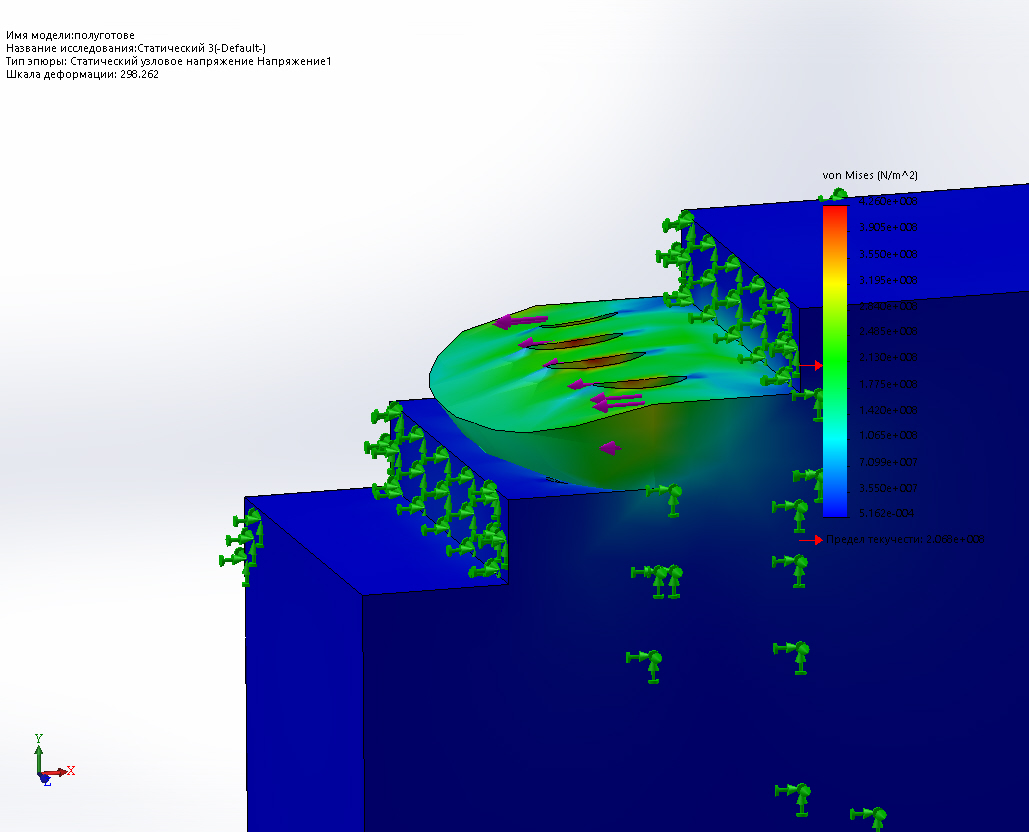 Имя модели:полуготове
Название исследования:Статический 3(-Default-)
Тип эпюры: Статический узловое напряжение Напряжение1
Шкала деформации: 298.262
von Mises (N/m^2)
4.260e+008
3.905e+008
3.550e+008
3.195e+008
2.840e+008
2.485e+008
2.130e+008
1.775e+008
1.420e+008
1.065e+008
7.099e+007
3.550e+007
5.162e-004
Предел текучести: 2.068e+008
Y
X
Z